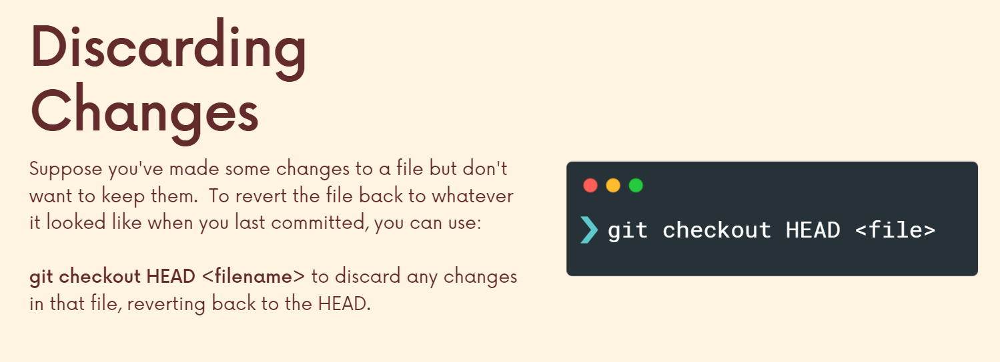 Discarding
Changes
Suppose you've made some changes to a file but don't
want to keep them.  To revert the file back to whatever
it looked like when you last committed, you can use:
git checkout HEAD <filename> to discard any changes
in that file, reverting back to the HEAD.
❯ git checkout HEAD <file>